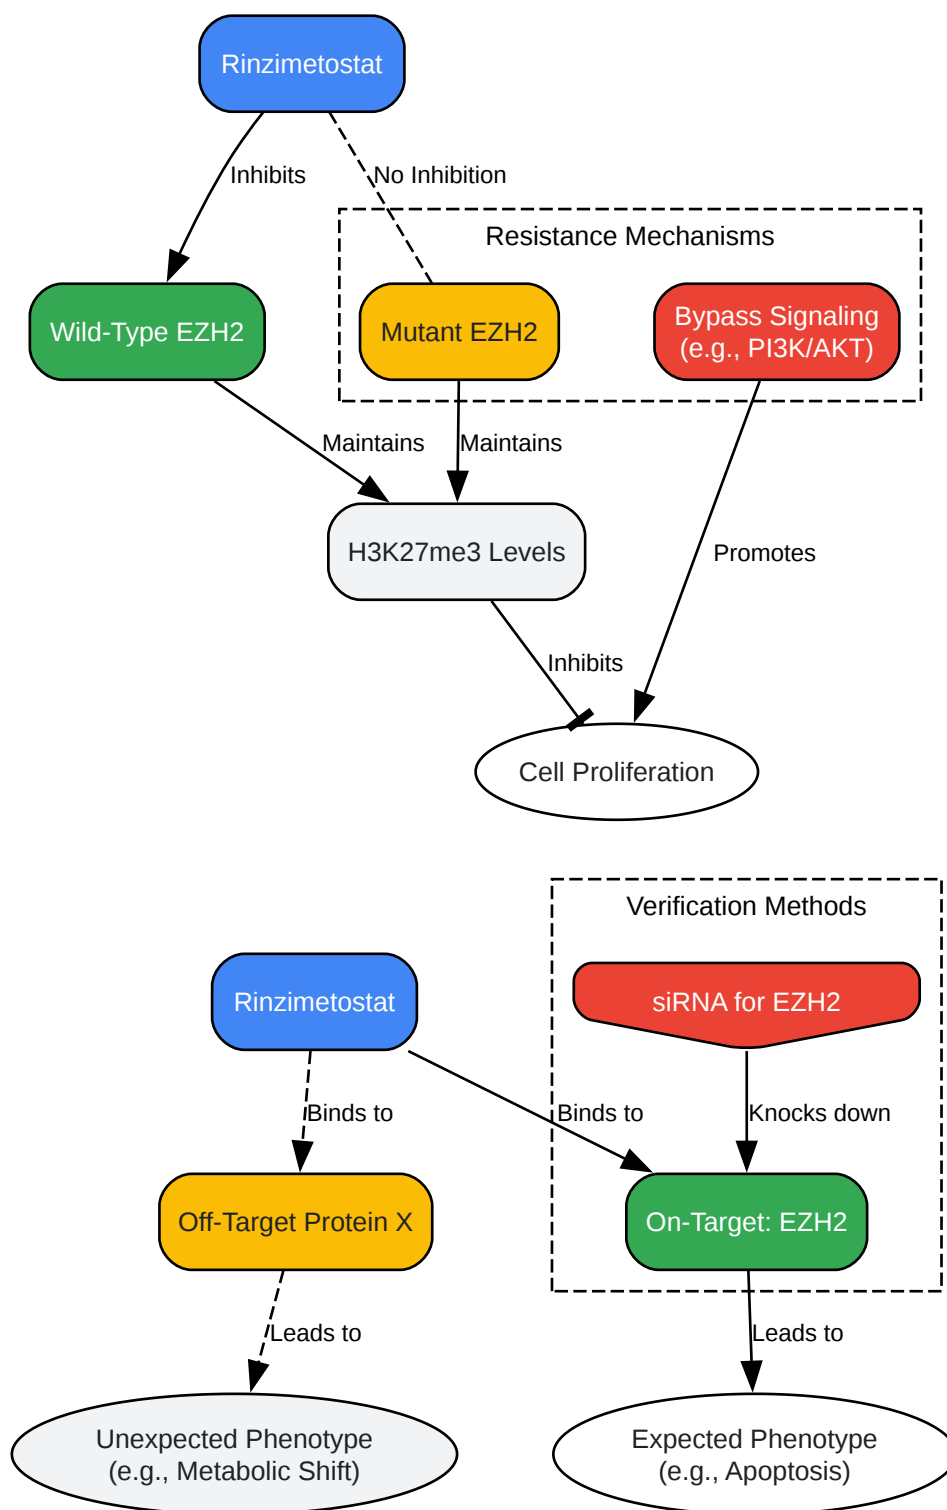 Rinzimetostat
Inhibits
No Inhibition
Resistance Mechanisms
Wild-Type EZH2
Mutant EZH2
Bypass Signaling
(e.g., PI3K/AKT)
Maintains
Maintains
H3K27me3 Levels
Promotes
Inhibits
Cell Proliferation
Verification Methods
Rinzimetostat
siRNA for EZH2
Binds to
Binds to
Knocks down
Off-Target Protein X
On-Target: EZH2
Leads to
Leads to
Unexpected Phenotype
(e.g., Metabolic Shift)
Expected Phenotype
(e.g., Apoptosis)